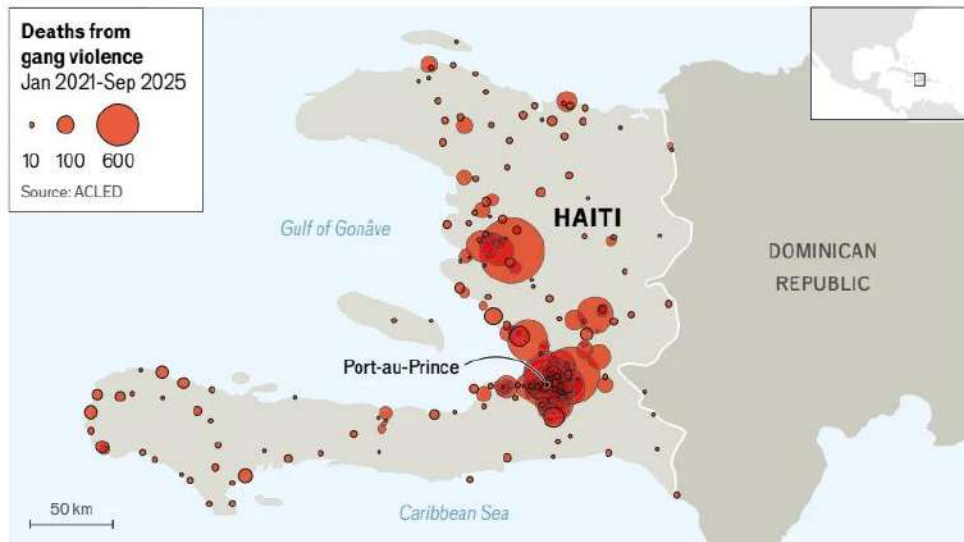 Deaths from
gang violence
Jan 2021-Sep 2025
10 100 600
Source: ACLED
Gulf of Gonâve
HAITI
DOMINICAN
REPUBLIC
Port-au-Prince
50 km
Caribbean Sea